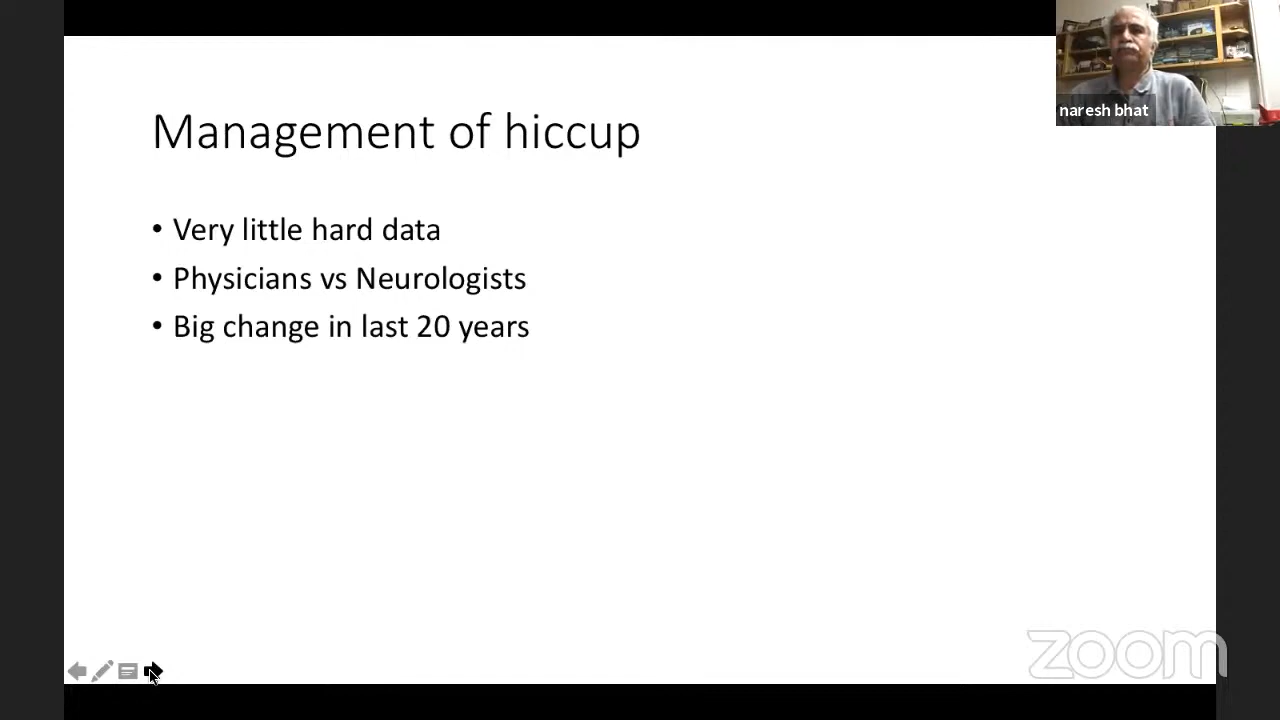 naresh bhat
Management of hiccup
• Very little hard data
• Physicians vs Neurologists
• Big change in last 20 years
zoom